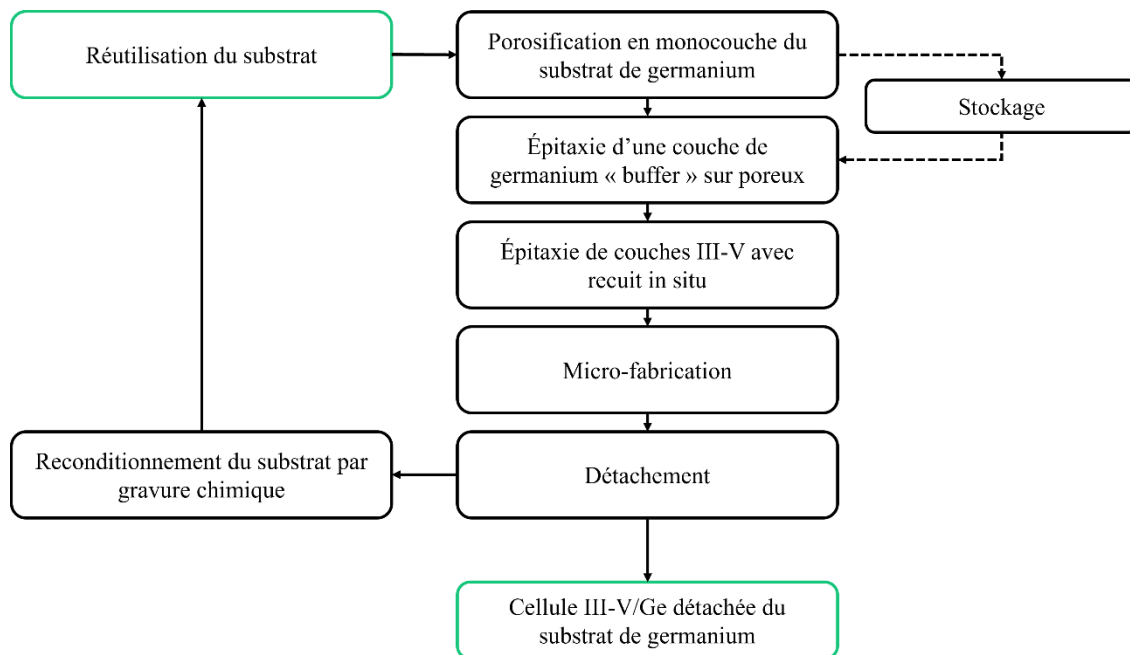 Réutilisation du substrat
Porosification en monocouche du
substrat de germanium
Stockage
Épitaxie d’une couche de
germanium « buffer » sur poreux
Épitaxie de couches III-V avec
recuit in situ
Micro-fabrication
Reconditionnement du substrat par
gravure chimique
Détachement
Cellule III-V/Ge détachée du
substrat de germanium